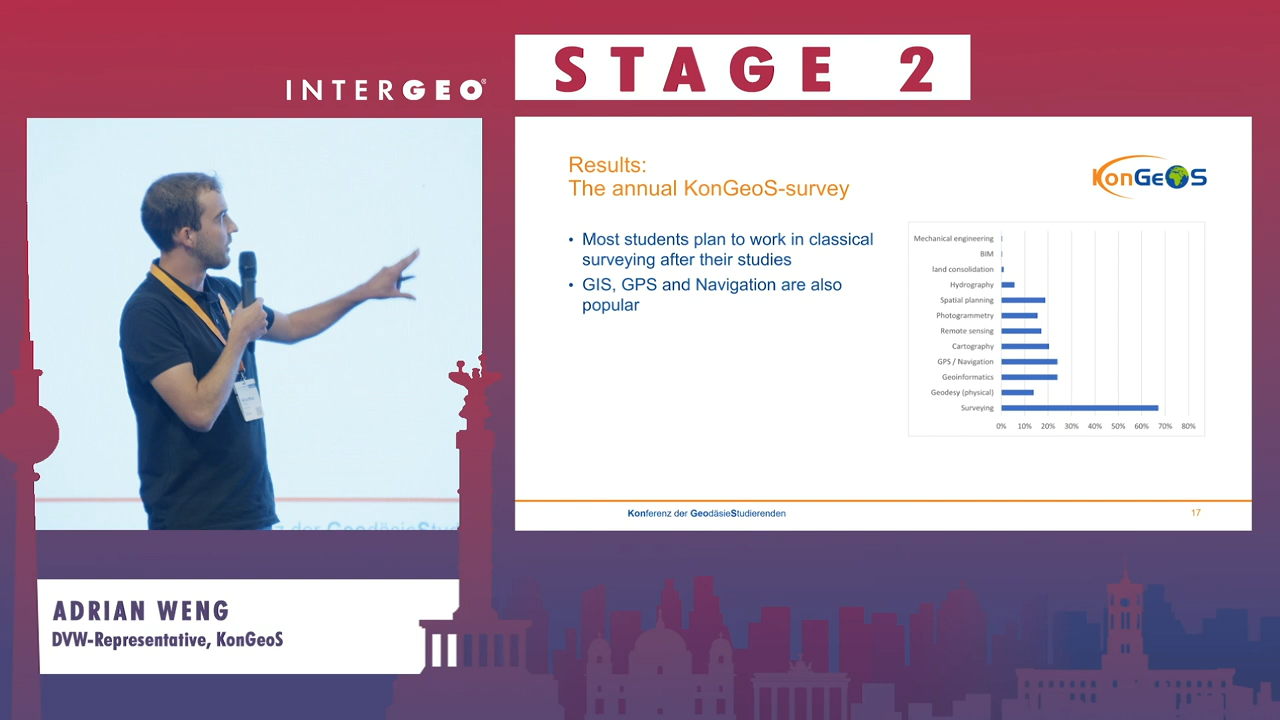 INTERGEO®
STAGE 2
Results:
The annual KonGeoS-survey
KonGeoS
• Most students plan to work in classical
surveying after their studies
• GIS, GPS and Navigation are also
popular
Mechanical engineering
BIM
land consolidation
Hydrography
Spatial planning
Photogrammetry
Remote sensing
Cartography
GPS / Navigation
Geoinformatics
Geodesy (physical)
Surveying
0% 10% 20% 30% 40% 50% 60% 70% 80%
Konferenz der GeodäsieStudierenden
17
der GeodäsieStu
ADRIAN WENG
DVW-Representative, KonGeoS